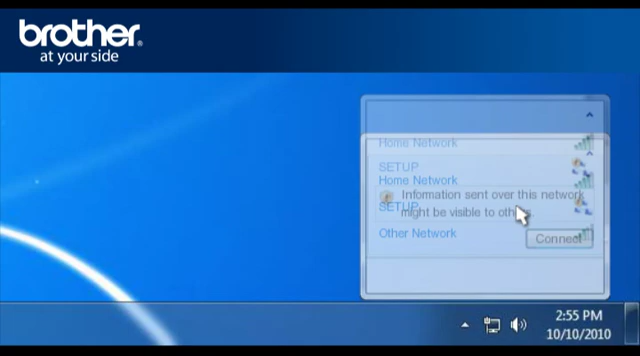 brother
at your side
Home Network
SETUP
Home Network
Information sent over this network
SETUP
might be visible to others.
Other Network
Connect
2:55 PM
10/10/2010